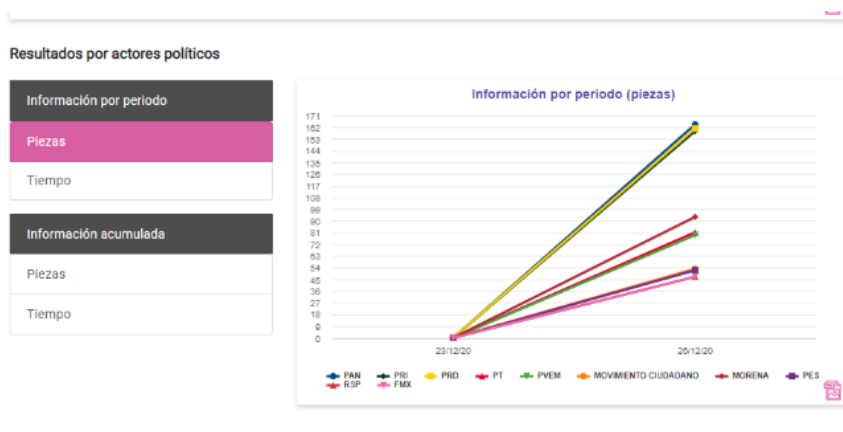 Resultados por actores políticos
Información por periodo
Piezas
Tiempo
Información acumulada
Piezas
Tiempo
Información por periodo (piezas)
171
162
153
144
135
126
117
108
99
90
81
72
63
54
45
36
27
18
9
0
23/12/20 26/12/20
PAN PRI PRD PT PVEM MOVIMIENTO CIUDADANO MORENA PES
RSP FMX